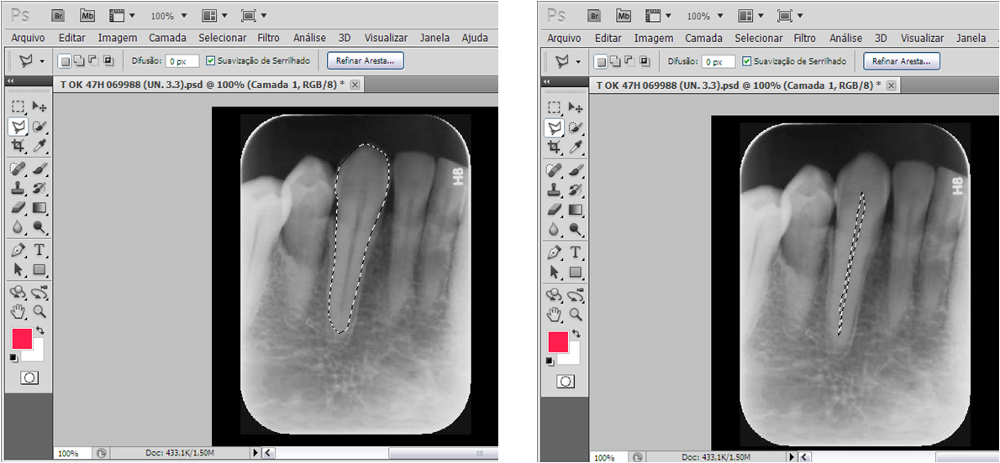 Ps Br Mb 100%
Arquivo Editar Imagem Camada Selecionar Filtro Análise 3D Visualizar Janela Ajuda
Difusão: 0 px Suavização de Serrilhado Refinar Aresta...
T OK 47H 069988 (UN. 3.3).psd @ 100% (Camada 1, RGB/8) *
T
H8
100% Doc: 433,1K/1,50M
Ps Br Mb 100%
Arquivo Editar Imagem Camada Selecionar Filtro Análise 3D Visualizar Janela
Difusão: 0 px Suavização de Serrilhado Refinar Aresta...
T OK 47H 069988 (UN. 3.3).psd @ 100% (Camada 1, RGB/8) *
T
H8
100% Doc: 433,1K/1,50M